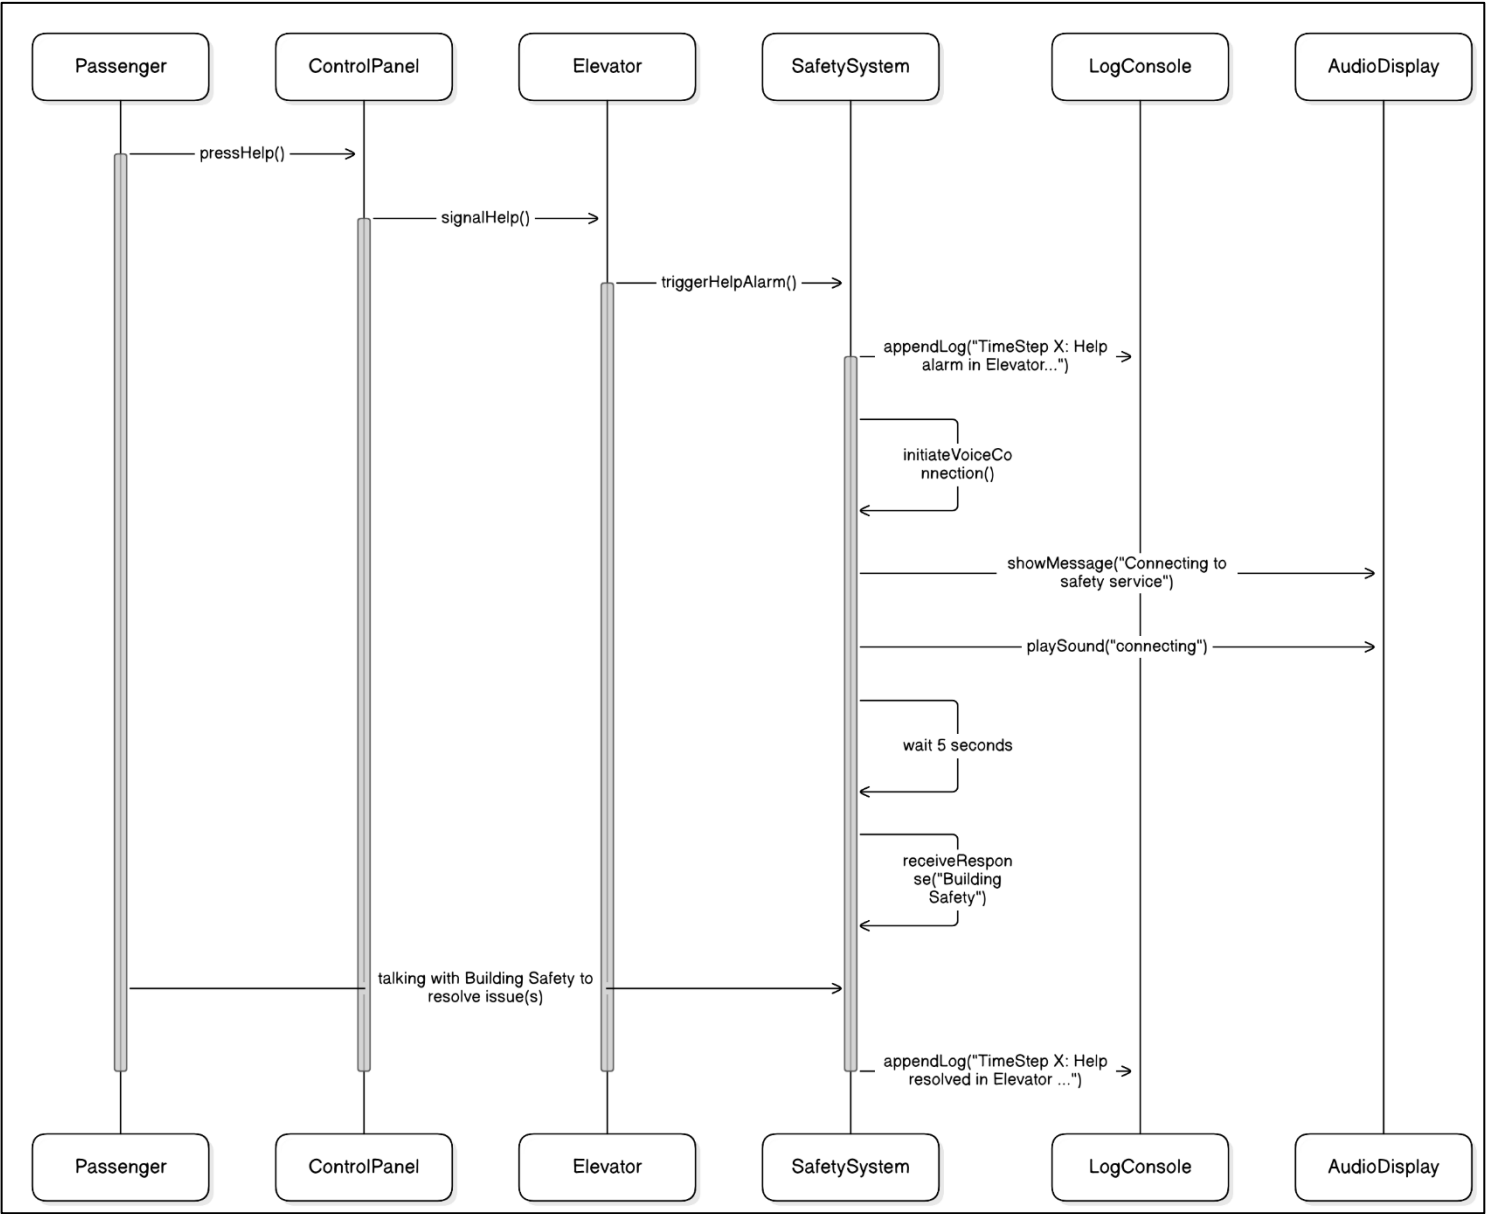 Passenger
ControlPanel
Elevator
SafetySystem
LogConsole
AudioDisplay
pressHelp()
signalHelp()
triggerHelpAlarm()
appendLog("TimeStep X: Help
alarm in Elevator...")
initiateVoiceCo
nnection()
showMessage("Connecting to
safety service")
playSound("connecting")
wait 5 seconds
receiveRespon
se("Building
Safety")
talking with Building Safety to
resolve issue(s)
appendLog("TimeStep X: Help
resolved in Elevator ...")
Passenger
ControlPanel
Elevator
SafetySystem
LogConsole
AudioDisplay